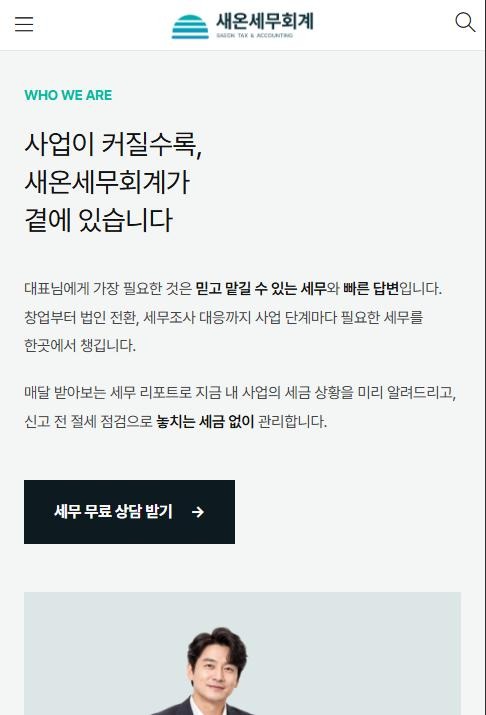 새온세무회계
SAEON TAX & ACCOUNTING
WHO WE ARE
사업이 커질수록,
새온세무회계가
곁에 있습니다
대표님에게 가장 필요한 것은 믿고 맡길 수 있는 세무와 빠른 답변입니다.
창업부터 법인 전환, 세무조사 대응까지 사업 단계마다 필요한 세무를
한곳에서 챙깁니다.
매달 받아보는 세무 리포트로 지금 내 사업의 세금 상황을 미리 알려드리고,
신고 전 절세 점검으로 놓치는 세금 없이 관리합니다.
세무 무료 상담 받기 →